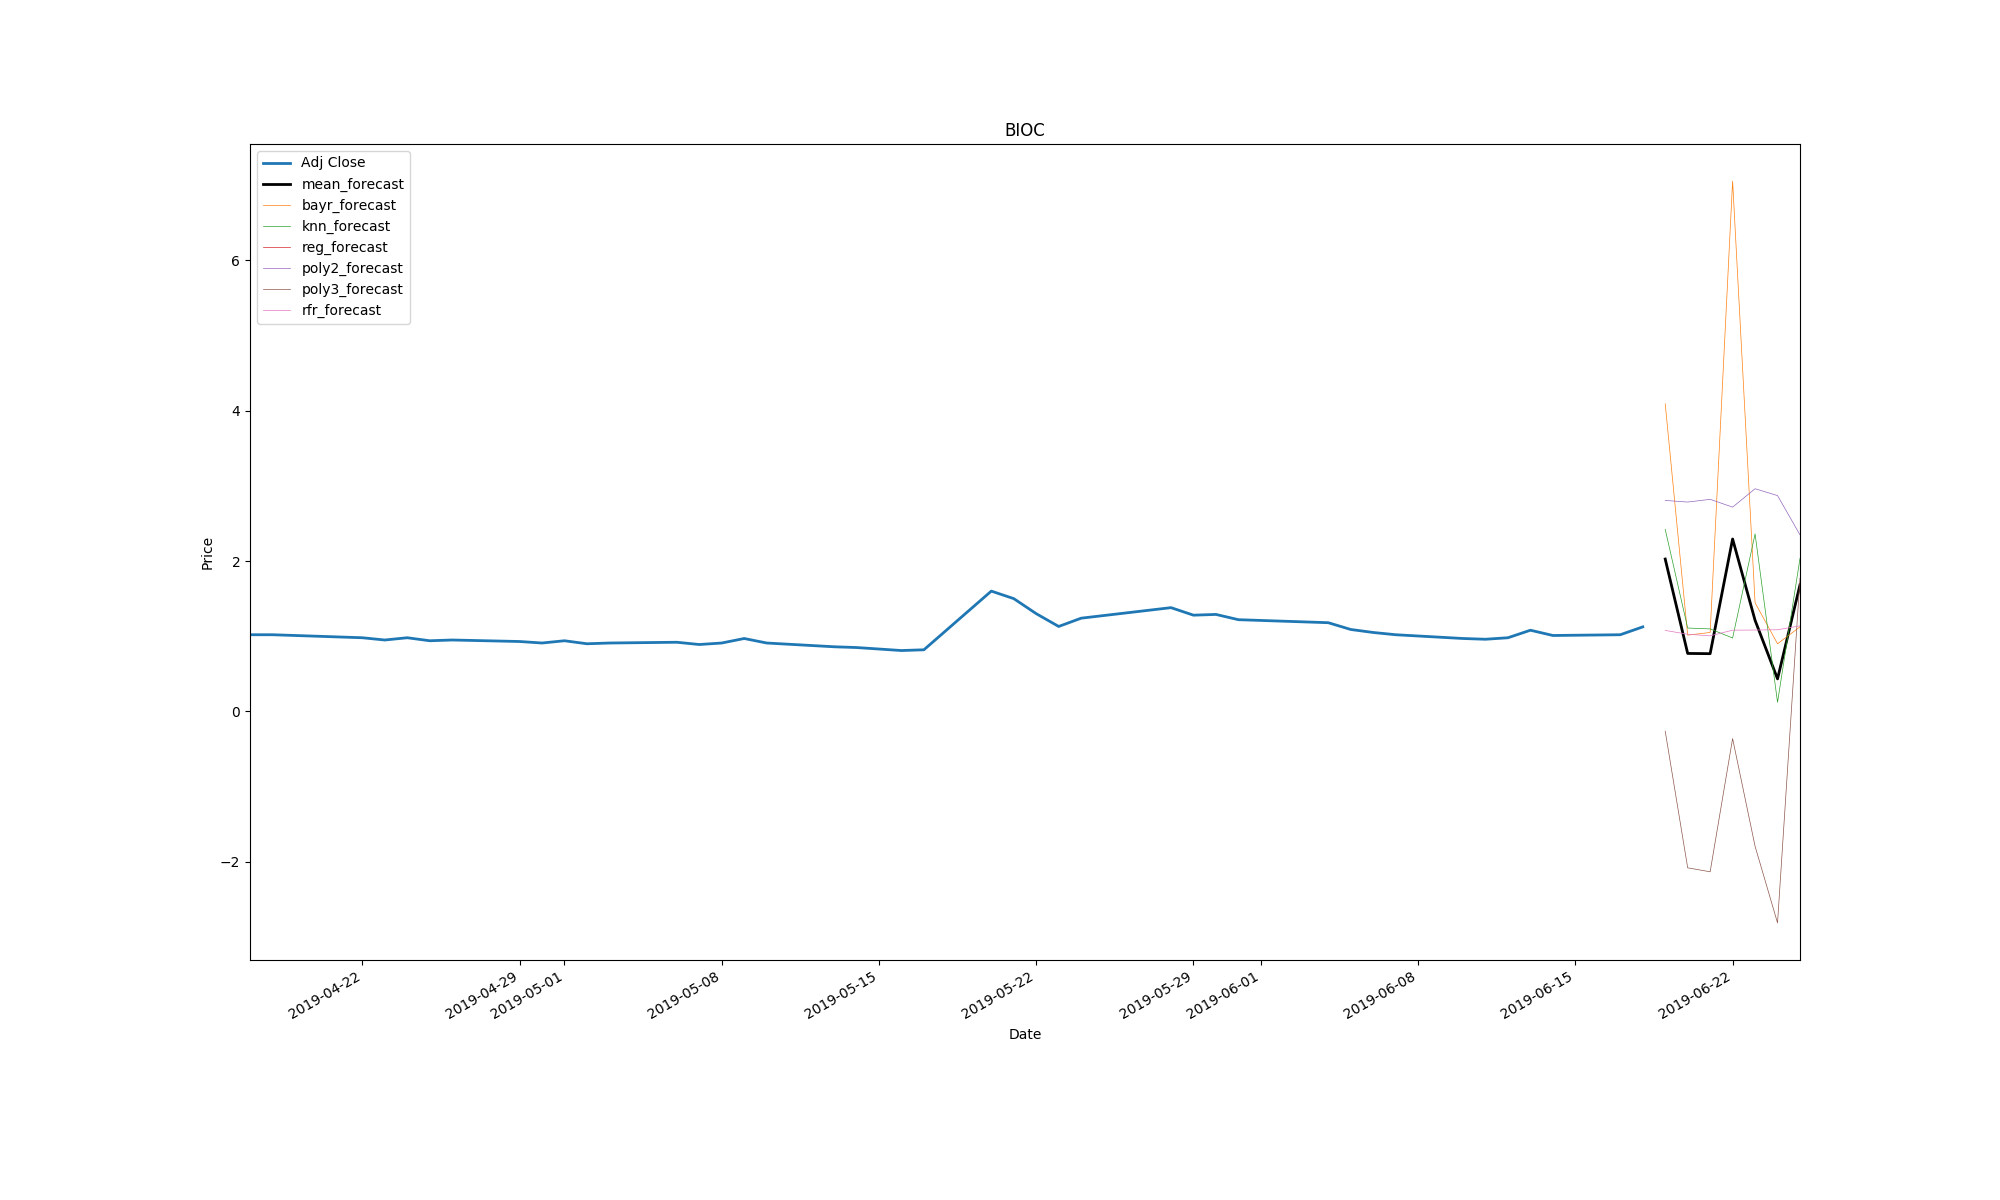 BIOC
Adj Close
mean_forecast
bayr_forecast
knn_forecast
reg_forecast
poly2_forecast
poly3_forecast
rfr_forecast
Price
6
4
2
0
−2
2019-04-22
2019-04-29
2019-05-01
2019-05-08
2019-05-15
2019-05-22
2019-05-29
2019-06-01
2019-06-08
2019-06-15
2019-06-22
Date